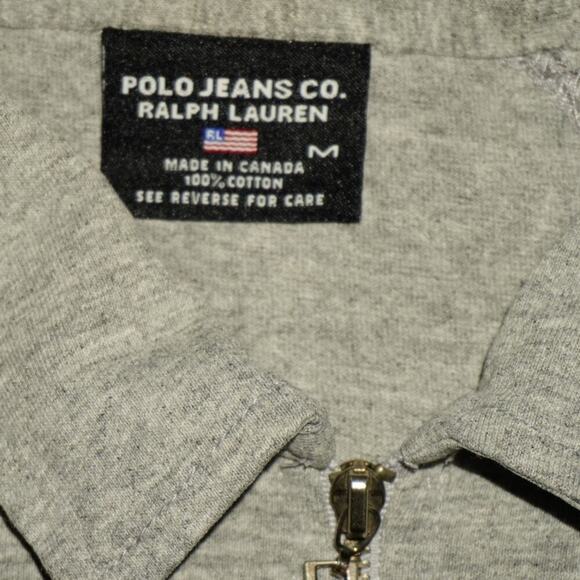 POLO JEANS CO.
RALPH LAUREN
RL
M
MADE IN CANADA
100% COTTON
SEE REVERSE FOR CARE